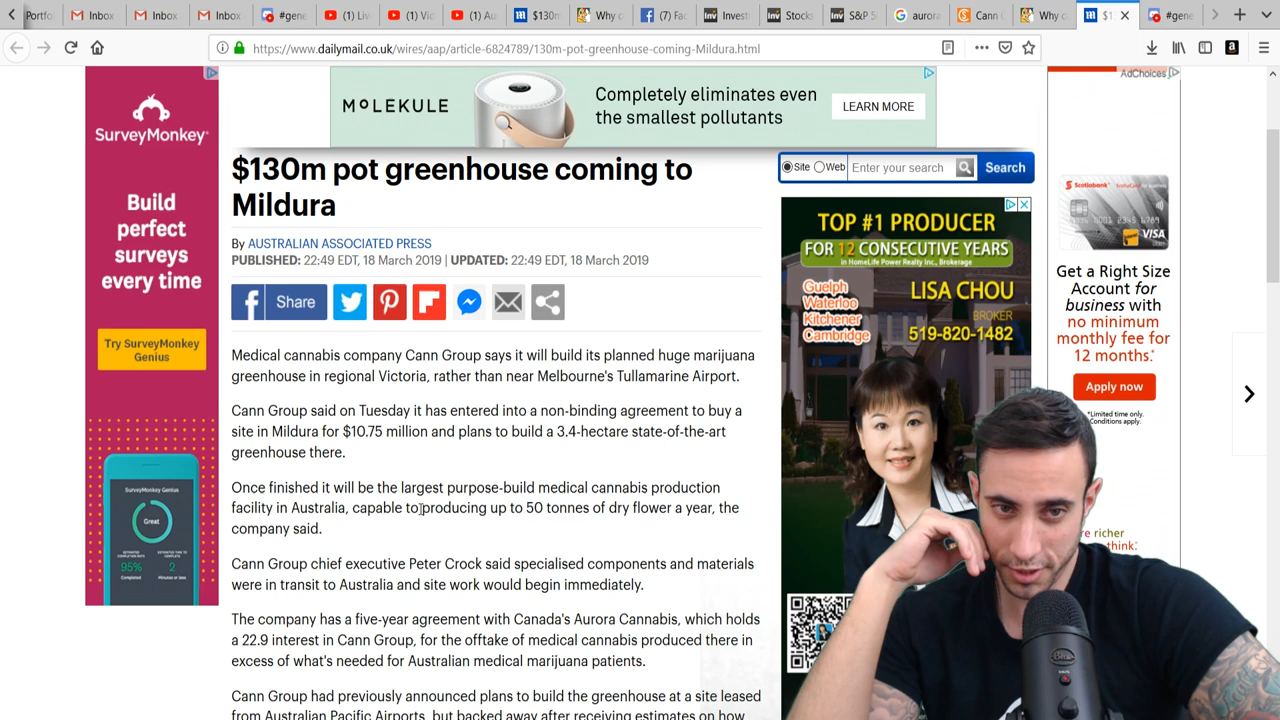 Portfo
Inbox
Inbox
Inbox
#gene
(1) Live
(1) Vic
(1) Au
$130m
Why c
(7) Fac
Investi
Stocks
S&P 5
aurora
Cann G
Why c
$1
#gene
https://www.dailymail.co.uk/wires/aap/article-6824789/130m-pot-greenhouse-coming-Mildura.html
SurveyMonkey
Build
perfect
surveys
every time
Try SurveyMonkey
Genius
SurveyMonkey Genius
Great
95%
2
Completed
Minutes or less
MOLEKULE
Completely eliminates even
the smallest pollutants
LEARN MORE
$130m pot greenhouse coming to
Mildura
By AUSTRALIAN ASSOCIATED PRESS
PUBLISHED: 22:49 EDT, 18 March 2019 | UPDATED: 22:49 EDT, 18 March 2019
f Share
Medical cannabis company Cann Group says it will build its planned huge marijuana
greenhouse in regional Victoria, rather than near Melbourne's Tullamarine Airport.
Cann Group said on Tuesday it has entered into a non-binding agreement to buy a
site in Mildura for $10.75 million and plans to build a 3.4-hectare state-of-the-art
greenhouse there.
Once finished it will be the largest purpose-build medical cannabis production
facility in Australia, capable to producing up to 50 tonnes of dry flower a year, the
company said.
Cann Group chief executive Peter Crock said specialised components and materials
were in transit to Australia and site work would begin immediately.
The company has a five-year agreement with Canada's Aurora Cannabis, which holds
a 22.9 interest in Cann Group, for the offtake of medical cannabis produced there in
excess of what's needed for Australian medical marijuana patients.
Cann Group had previously announced plans to build the greenhouse at a site leased
from Australian Pacific Airports, but backed away after receiving estimates on how
Site Web Enter your search Search
TOP #1 PRODUCER
FOR 12 CONSECUTIVE YEARS
in HomeLife Power Realty Inc., Brokerage
Guelph
Waterloo
Kitchener
Cambridge
LISA CHOU
BROKER
519-820-1482
AdChoices
Scotiabank
VISA
Get a Right Size
Account for
business with
no minimum
monthly fee for
12 months.*
Apply now
*Limited time only.
Conditions apply.
re richer
think.*